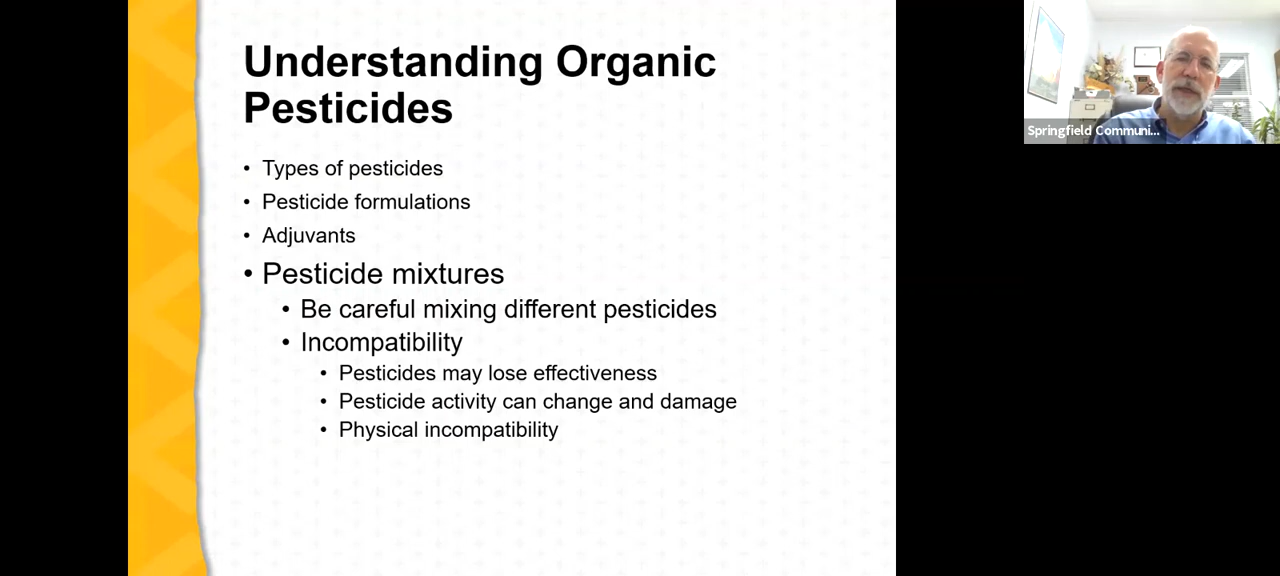 Understanding Organic
Pesticides
• Types of pesticides
• Pesticide formulations
• Adjuvants
• Pesticide mixtures
• Be careful mixing different pesticides
• Incompatibility
• Pesticides may lose effectiveness
• Pesticide activity can change and damage
• Physical incompatibility
Springfield Communi...